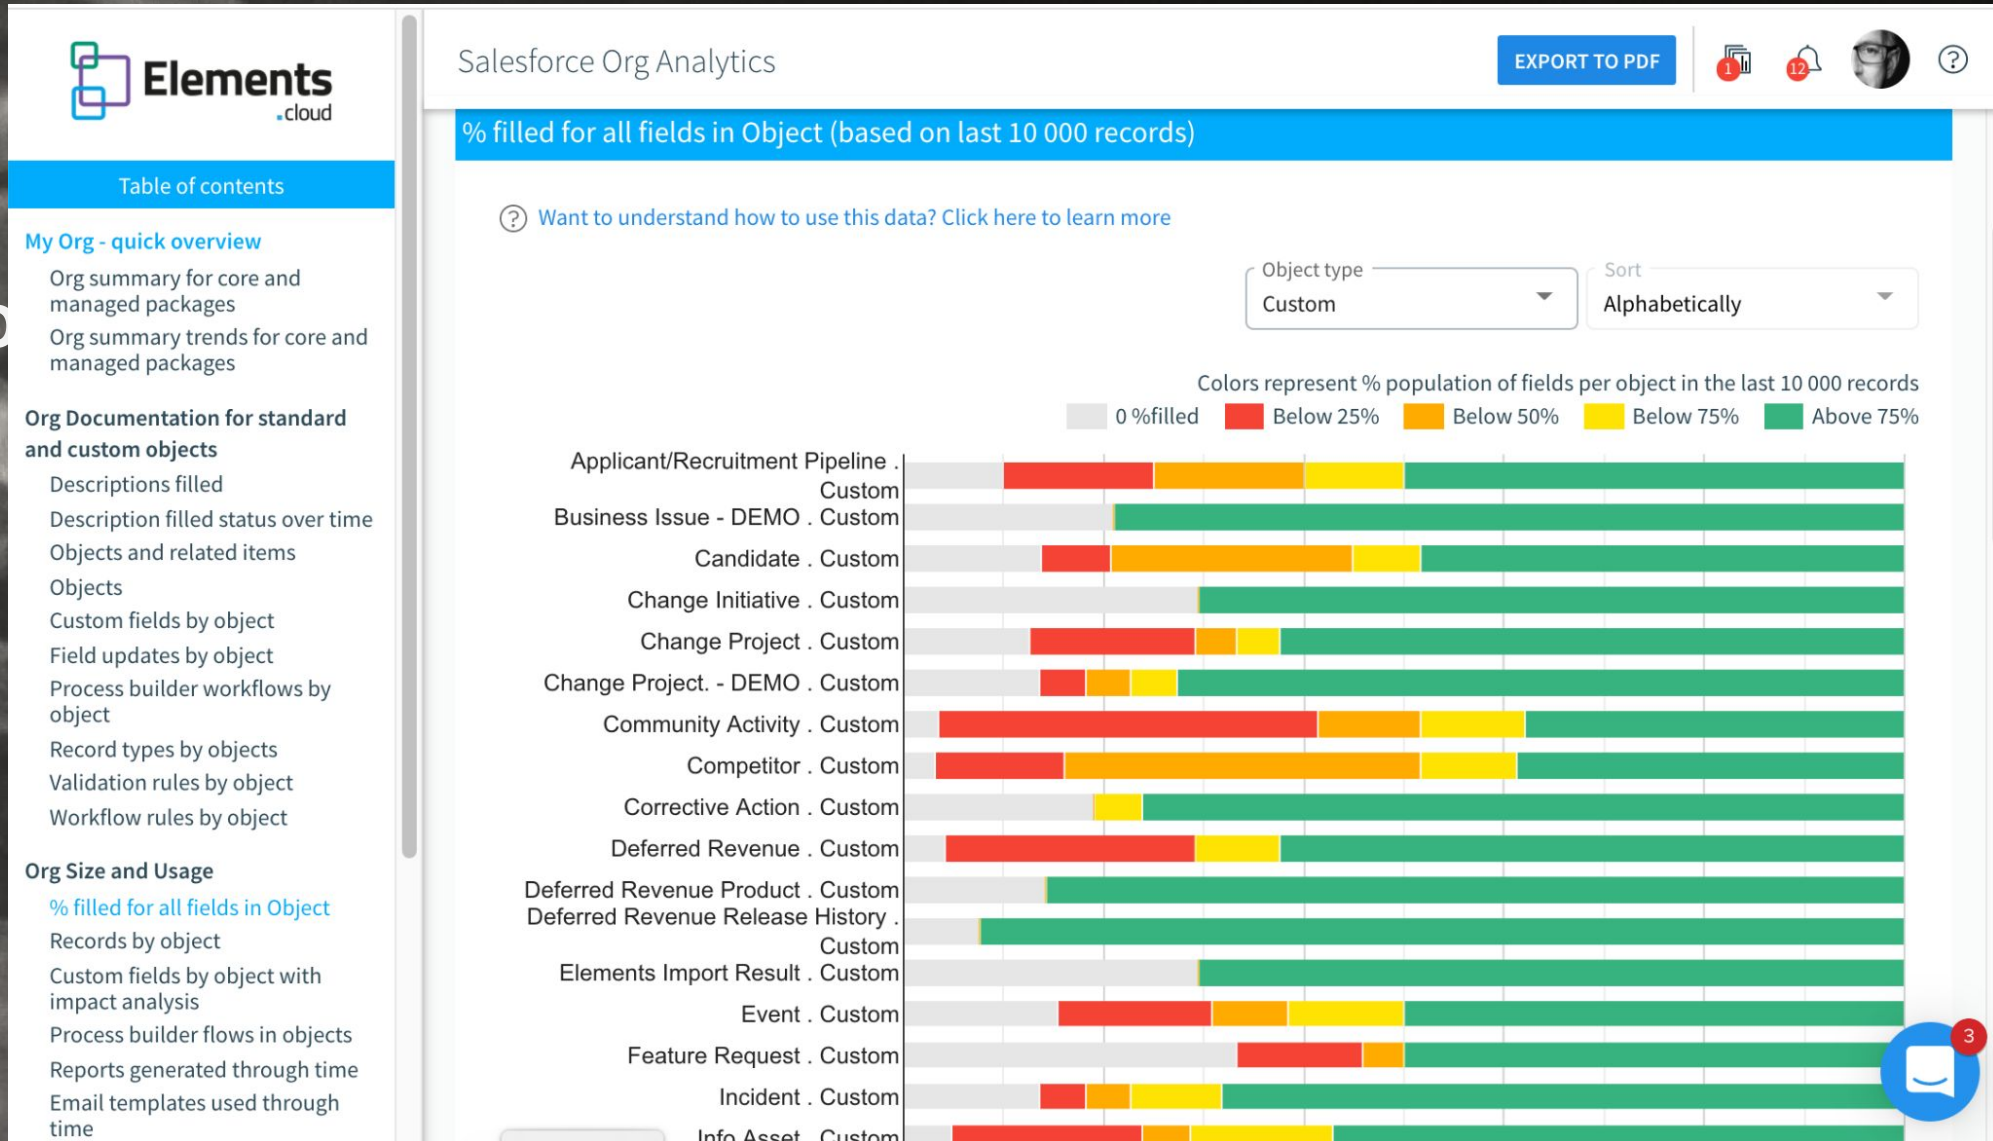 Elements
.cloud
Table of contents
My Org - quick overview
Org summary for core and
managed packages
Org summary trends for core and
managed packages
Org Documentation for standard
and custom objects
Descriptions filled
Description filled status over time
Objects and related items
Objects
Custom fields by object
Field updates by object
Process builder workflows by
object
Record types by objects
Validation rules by object
Workflow rules by object
Org Size and Usage
% filled for all fields in Object
Records by object
Custom fields by object with
impact analysis
Process builder flows in objects
Reports generated through time
Email templates used through
time
Salesforce Org Analytics
EXPORT TO PDF
1
12
?
% filled for all fields in Object (based on last 10 000 records)
? Want to understand how to use this data? Click here to learn more
Object type
Custom
Sort
Alphabetically
Colors represent % population of fields per object in the last 10 000 records
0 %filled Below 25% Below 50% Below 75% Above 75%
Applicant/Recruitment Pipeline .
Custom
Business Issue - DEMO . Custom
Candidate . Custom
Change Initiative . Custom
Change Project . Custom
Change Project. - DEMO . Custom
Community Activity . Custom
Competitor . Custom
Corrective Action . Custom
Deferred Revenue . Custom
Deferred Revenue Product . Custom
Deferred Revenue Release History .
Custom
Elements Import Result . Custom
Event . Custom
Feature Request . Custom
Incident . Custom
Info Asset . Custom
3